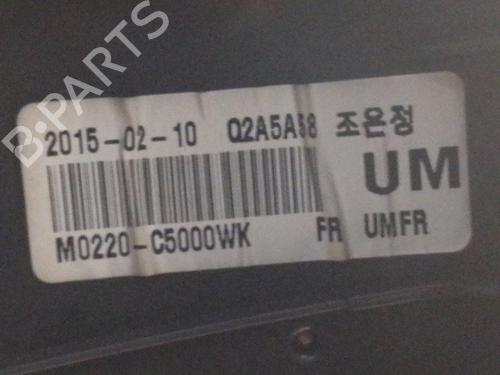 B-PARTS
2015-02-10 Q2A5A58 조은정
UM
M0220-C5000WK FR UMFR